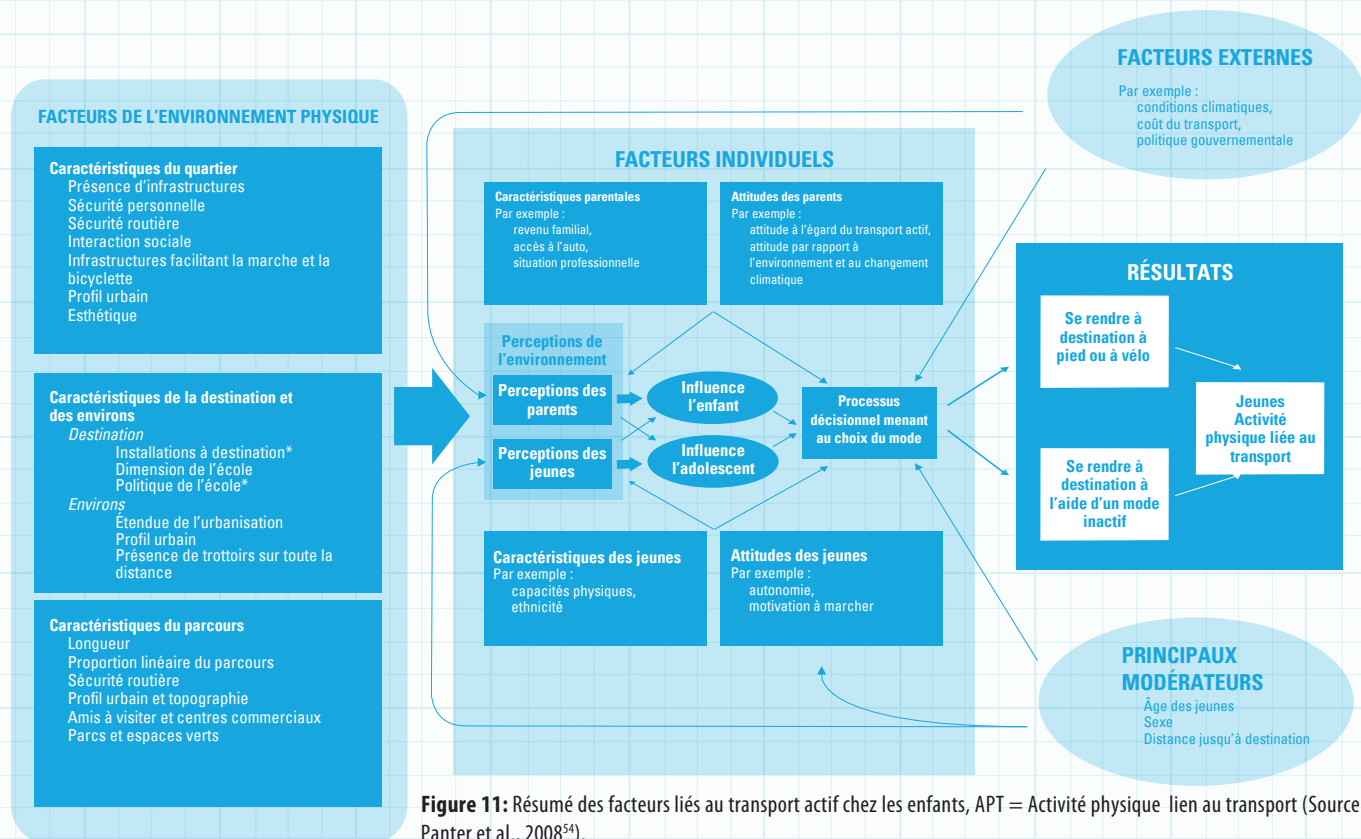 FACTEURS DE L'ENVIRONNEMENT PHYSIQUE
Caractéristiques du quartier
Présence d'infrastructures
Sécurité personnelle
Sécurité routière
Interaction sociale
Infrastructures facilitant la marche et la
bicyclette
Profil urbain
Esthétique
Caractéristiques de la destination et
des environs
Destination
Installations à destination*
Dimension de l'école
Politique de l'école*
Environs
Étendue de l'urbanisation
Profil urbain
Présence de trottoirs sur toute la
distance
Caractéristiques du parcours
Longueur
Proportion linéaire du parcours
Sécurité routière
Profil urbain et topographie
Amis à visiter et centres commerciaux
Parcs et espaces verts
FACTEURS INDIVIDUELS
Caractéristiques parentales
Par exemple :
revenu familial,
accès à l'auto,
situation professionnelle
Attitudes des parents
Par exemple :
attitude à l'égard du transport actif,
attitude par rapport à
l'environnement et au changement
climatique
Perceptions de
l'environnement
Perceptions des
parents
Perceptions des
jeunes
Influence
l'enfant
Influence
l'adolescent
Processus
décisionnel menant
au choix du mode
Caractéristiques des jeunes
Par exemple :
capacités physiques,
ethnicité
Attitudes des jeunes
Par exemple :
autonomie,
motivation à marcher
FACTEURS EXTERNES
Par exemple :
conditions climatiques,
coût du transport,
politique gouvernementale
RÉSULTATS
Se rendre à
destination à
pied ou à vélo
Se rendre à
destination à
l'aide d'un mode
inactif
Jeunes
Activité
physique liée au
transport
PRINCIPAUX
MODÉRATEURS
Âge des jeunes
Sexe
Distance jusqu'à destination
Figure 11: Résumé des facteurs liés au transport actif chez les enfants, APT = Activité physique lien au transport (Source
Panter et al., 2008⁵⁴).